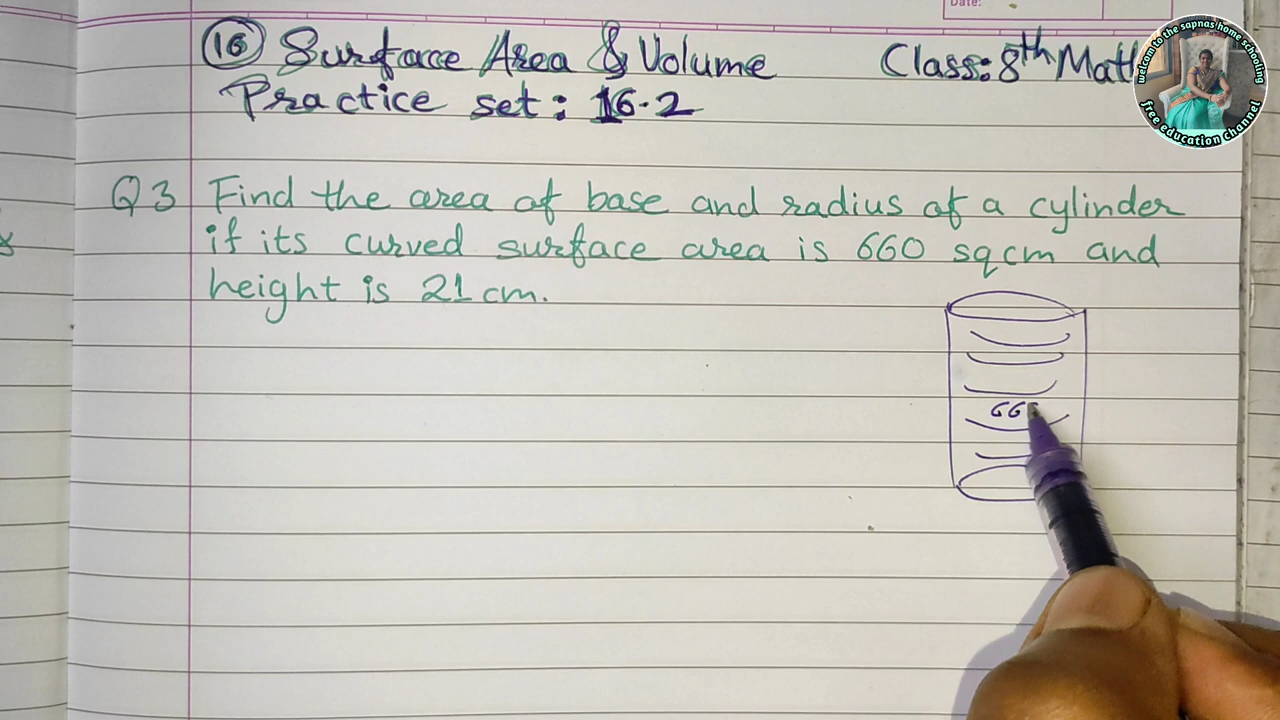 Date:
16 Surface Area & Volume Class: 8th Math
Practice set: 16.2
Q3 Find the area of base and radius of a cylinder
if its curved surface area is 660 sqcm and
height is 21 cm.
66
welcom to the sapnas home schooling
free education channel